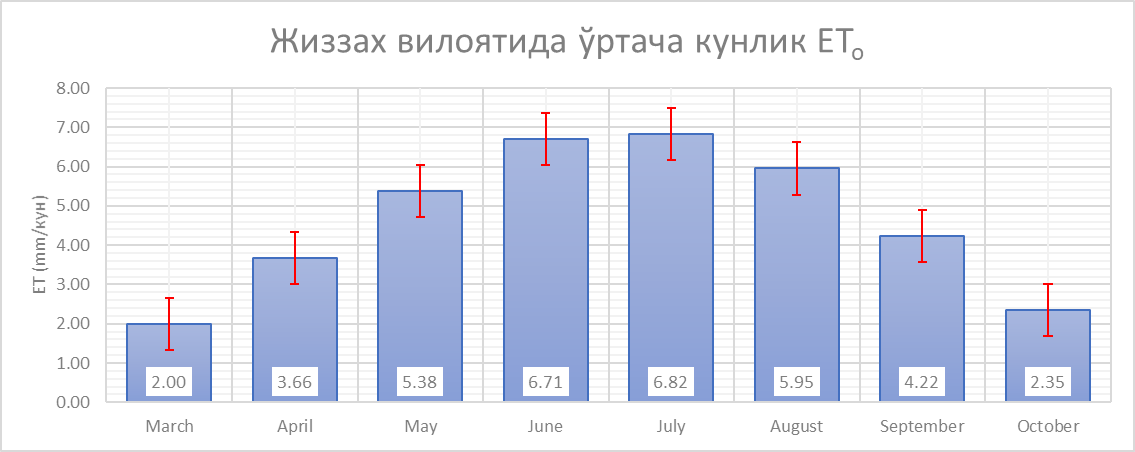 Жиззах вилоятида ўртача кунлик ETo
8.00
7.00
6.00
5.00
4.00
3.00
2.00
1.00
0.00
ET (mm/кун)
2.00 3.66 5.38 6.71 6.82 5.95 4.22 2.35
March April May June July August September October